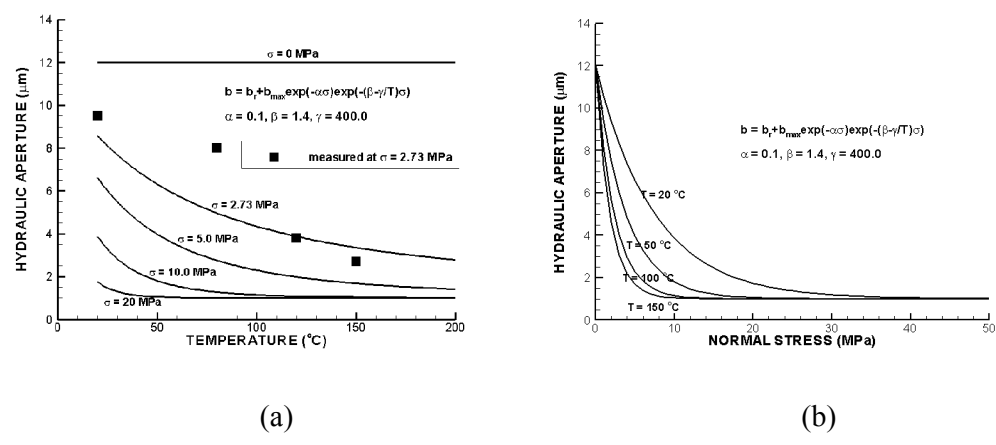 14
12
10
8
6
4
2
0
HYDRAULIC APERTURE (μm)
σ = 0 MPa
b = bᵣ+bₘₐₓexp(-ασ)exp(-(β-γ/T)σ)
α = 0.1, β = 1.4, γ = 400.0
measured at σ = 2.73 MPa
σ = 2.73 MPa
σ = 5.0 MPa
σ = 10.0 MPa
σ = 20 MPa
0 50 100 150 200
TEMPERATURE (°C)
(a)
14
12
10
8
6
4
2
0
HYDRAULIC APERTURE (μm)
b = bᵣ+bₘₐₓexp(-ασ)exp(-(β-γ/T)σ)
α = 0.1, β = 1.4, γ = 400.0
T = 20 °C
T = 50 °C
T = 100 °C
T = 150 °C
0 10 20 30 40 50
NORMAL STRESS (MPa)
(b)